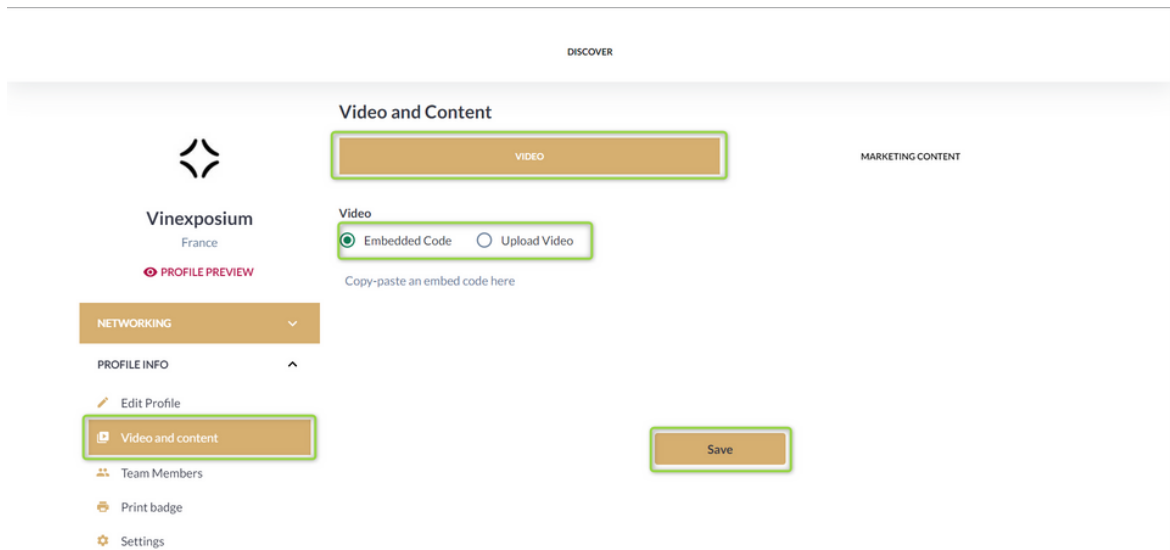 DISCOVER
Video and Content
VIDEO
MARKETING CONTENT
Vinexposium
France
PROFILE PREVIEW
Video
Embedded Code
Upload Video
Copy-paste an embed code here
NETWORKING
PROFILE INFO
Edit Profile
Video and content
Team Members
Print badge
Settings
Save